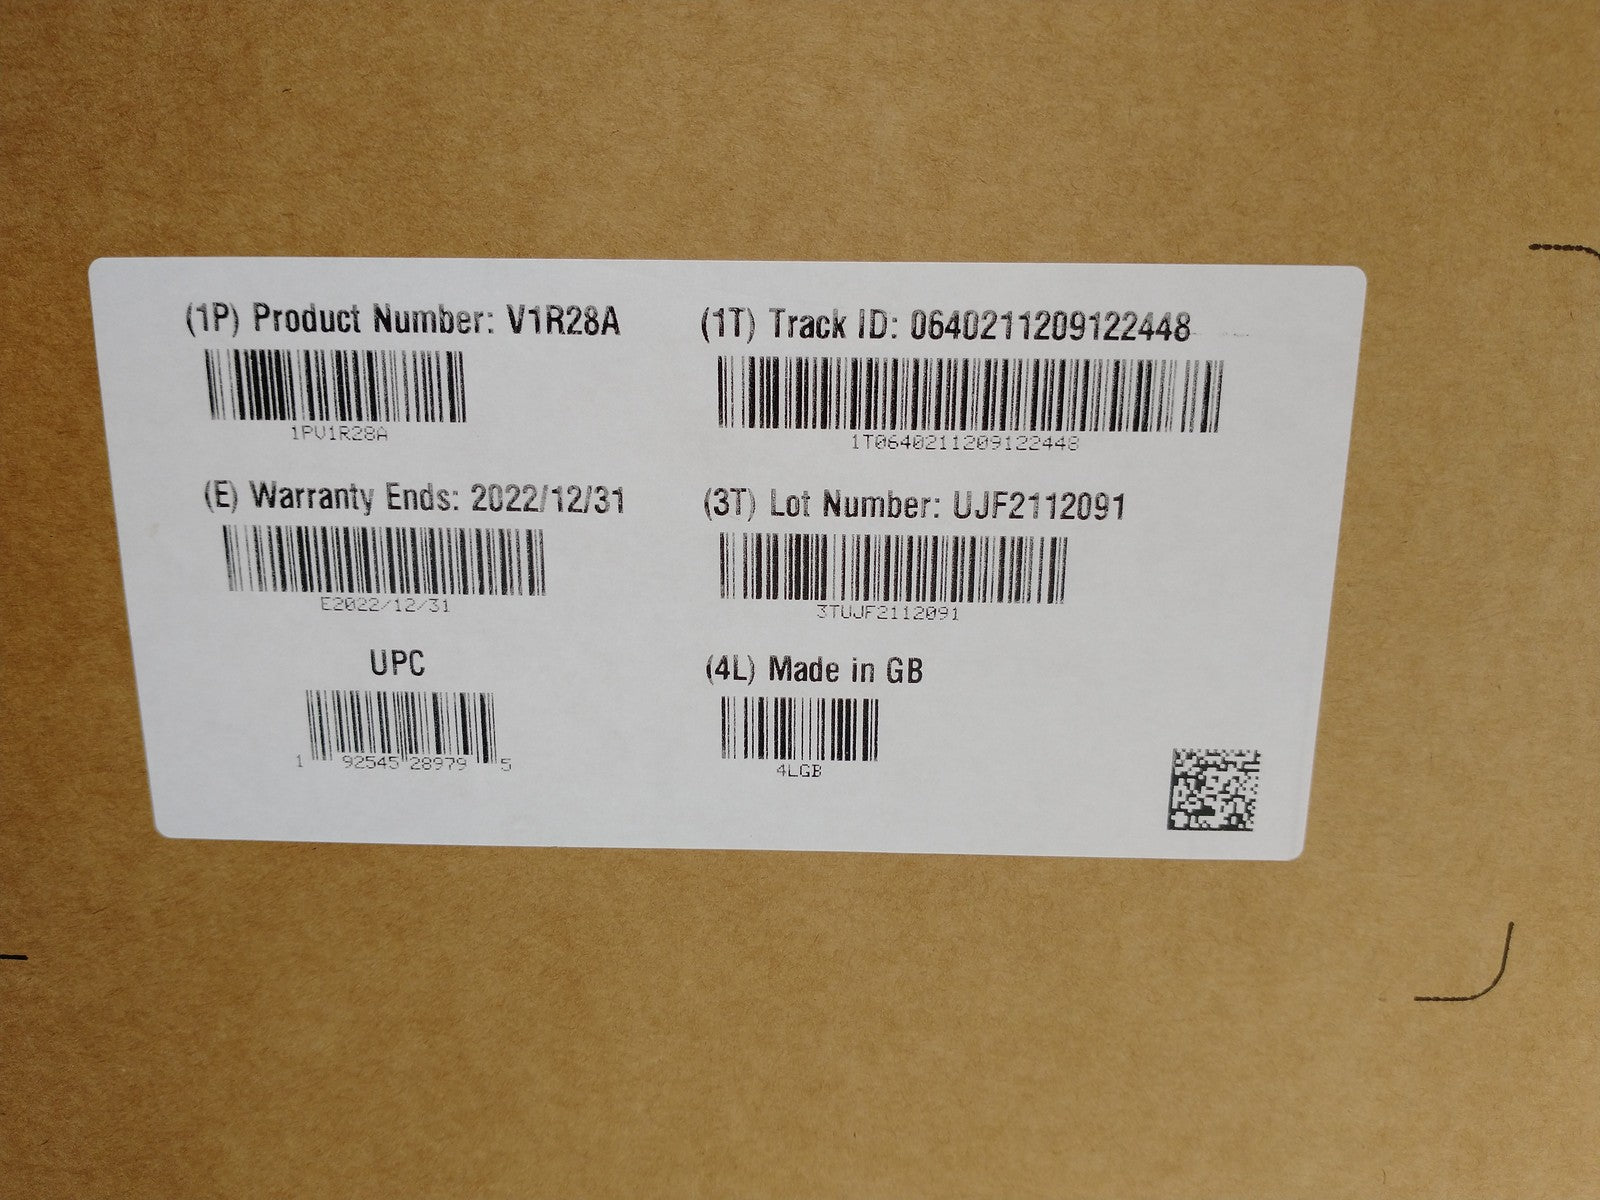 (1P) Product Number: V1R28A
1PV1R28A
(1T) Track ID: 0640211209122448
1T0640211209122448
(E) Warranty Ends: 2022/12/31
E2022/12/31
(3T) Lot Number: UJF2112091
3TUJF2112091
UPC
1 92545 28979 5
(4L) Made in GB
4LGB